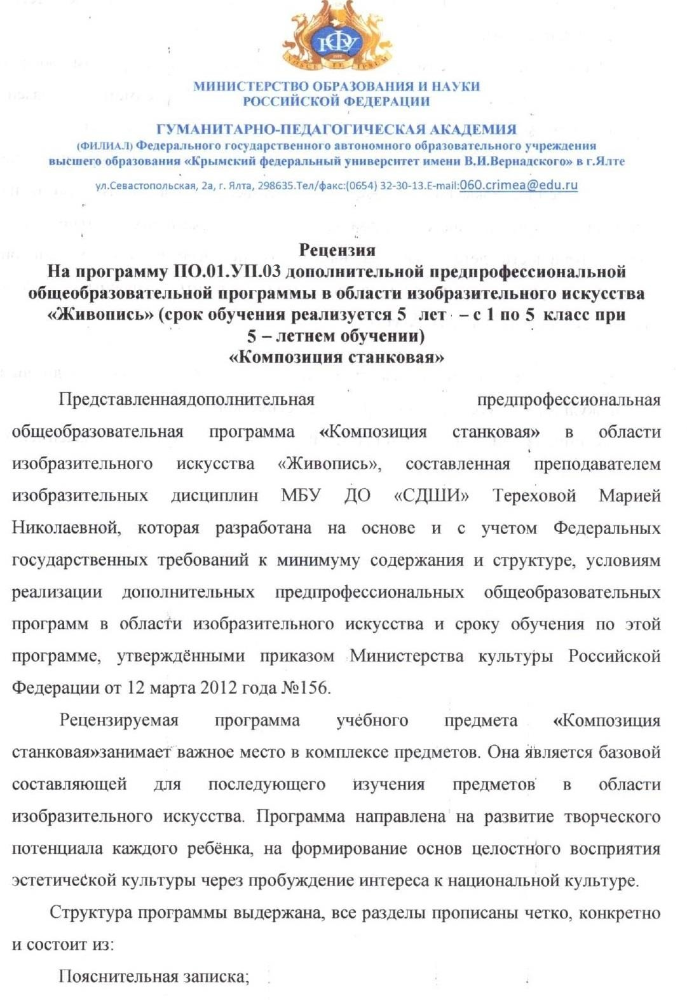 КФУ
NOSCE TE IPSUM
МИНИСТЕРСТВО ОБРАЗОВАНИЯ И НАУКИ
РОССИЙСКОЙ ФЕДЕРАЦИИ
ГУМАНИТАРНО-ПЕДАГОГИЧЕСКАЯ АКАДЕМИЯ
(ФИЛИАЛ) Федерального государственного автономного образовательного учреждения
высшего образования «Крымский федеральный университет имени В.И.Вернадского» в г.Ялте
ул.Севастопольская, 2а, г. Ялта, 298635.Тел/факс:(0654) 32-30-13.E-mail:060.crimea@edu.ru
Рецензия
На программу ПО.01.УП.03 дополнительной предпрофессиональной
общеобразовательной программы в области изобразительного искусства
«Живопись» (срок обучения реализуется 5 лет – с 1 по 5 класс при
5 – летнем обучении)
«Композиция станковая»
Представленнаядополнительная предпрофессиональная
общеобразовательная программа «Композиция станковая» в области
изобразительного искусства «Живопись», составленная преподавателем
изобразительных дисциплин МБУ ДО «СДШИ» Тереховой Марией
Николаевной, которая разработана на основе и с учетом Федеральных
государственных требований к минимуму содержания и структуре, условиям
реализации дополнительных предпрофессиональных общеобразовательных
программ в области изобразительного искусства и сроку обучения по этой
программе, утверждёнными приказом Министерства культуры Российской
Федерации от 12 марта 2012 года №156.
Рецензируемая программа учебного предмета «Композиция
станковая»занимает важное место в комплексе предметов. Она является базовой
составляющей для последующего изучения предметов в области
изобразительного искусства. Программа направлена на развитие творческого
потенциала каждого ребёнка, на формирование основ целостного восприятия
эстетической культуры через пробуждение интереса к национальной культуре.
Структура программы выдержана, все разделы прописаны четко, конкретно
и состоит из:
Пояснительная записка;